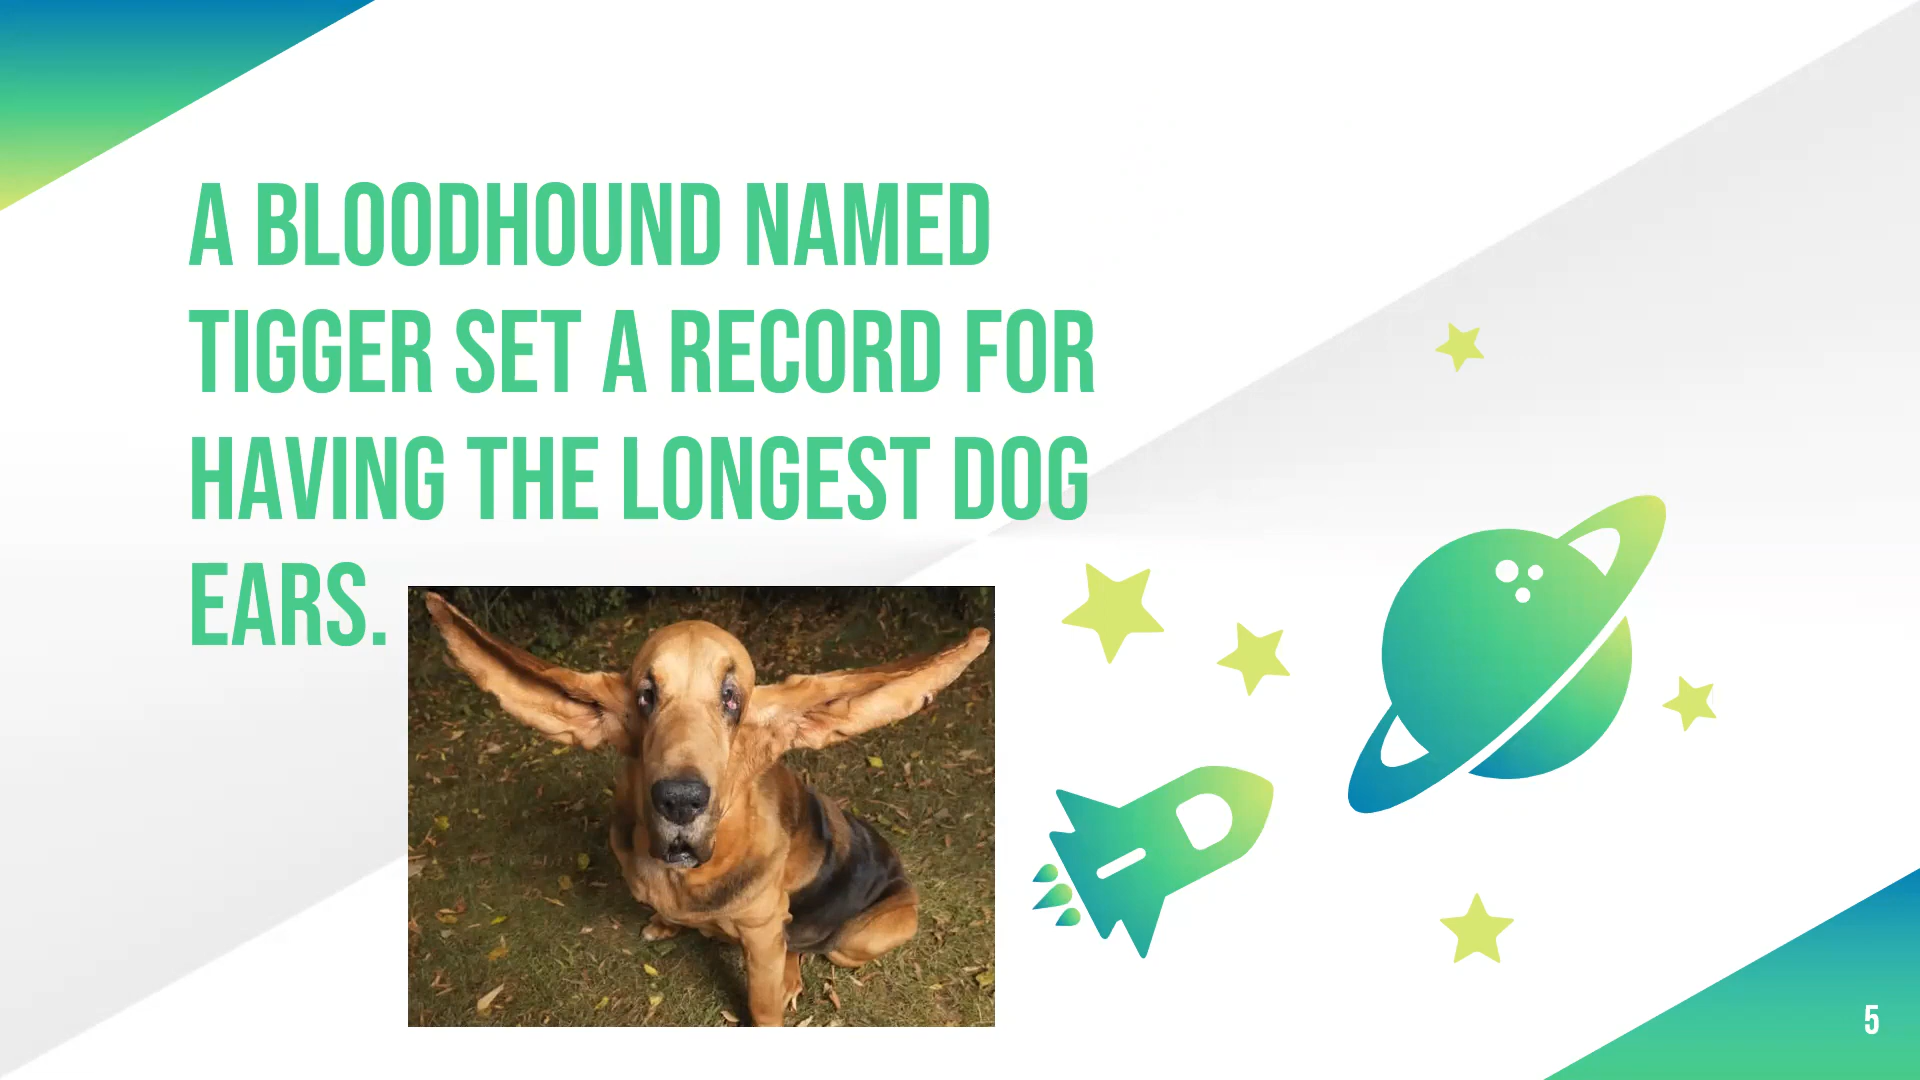 A BLOODHOUND NAMED
TIGGER SET A RECORD FOR
HAVING THE LONGEST DOG
EARS.
5